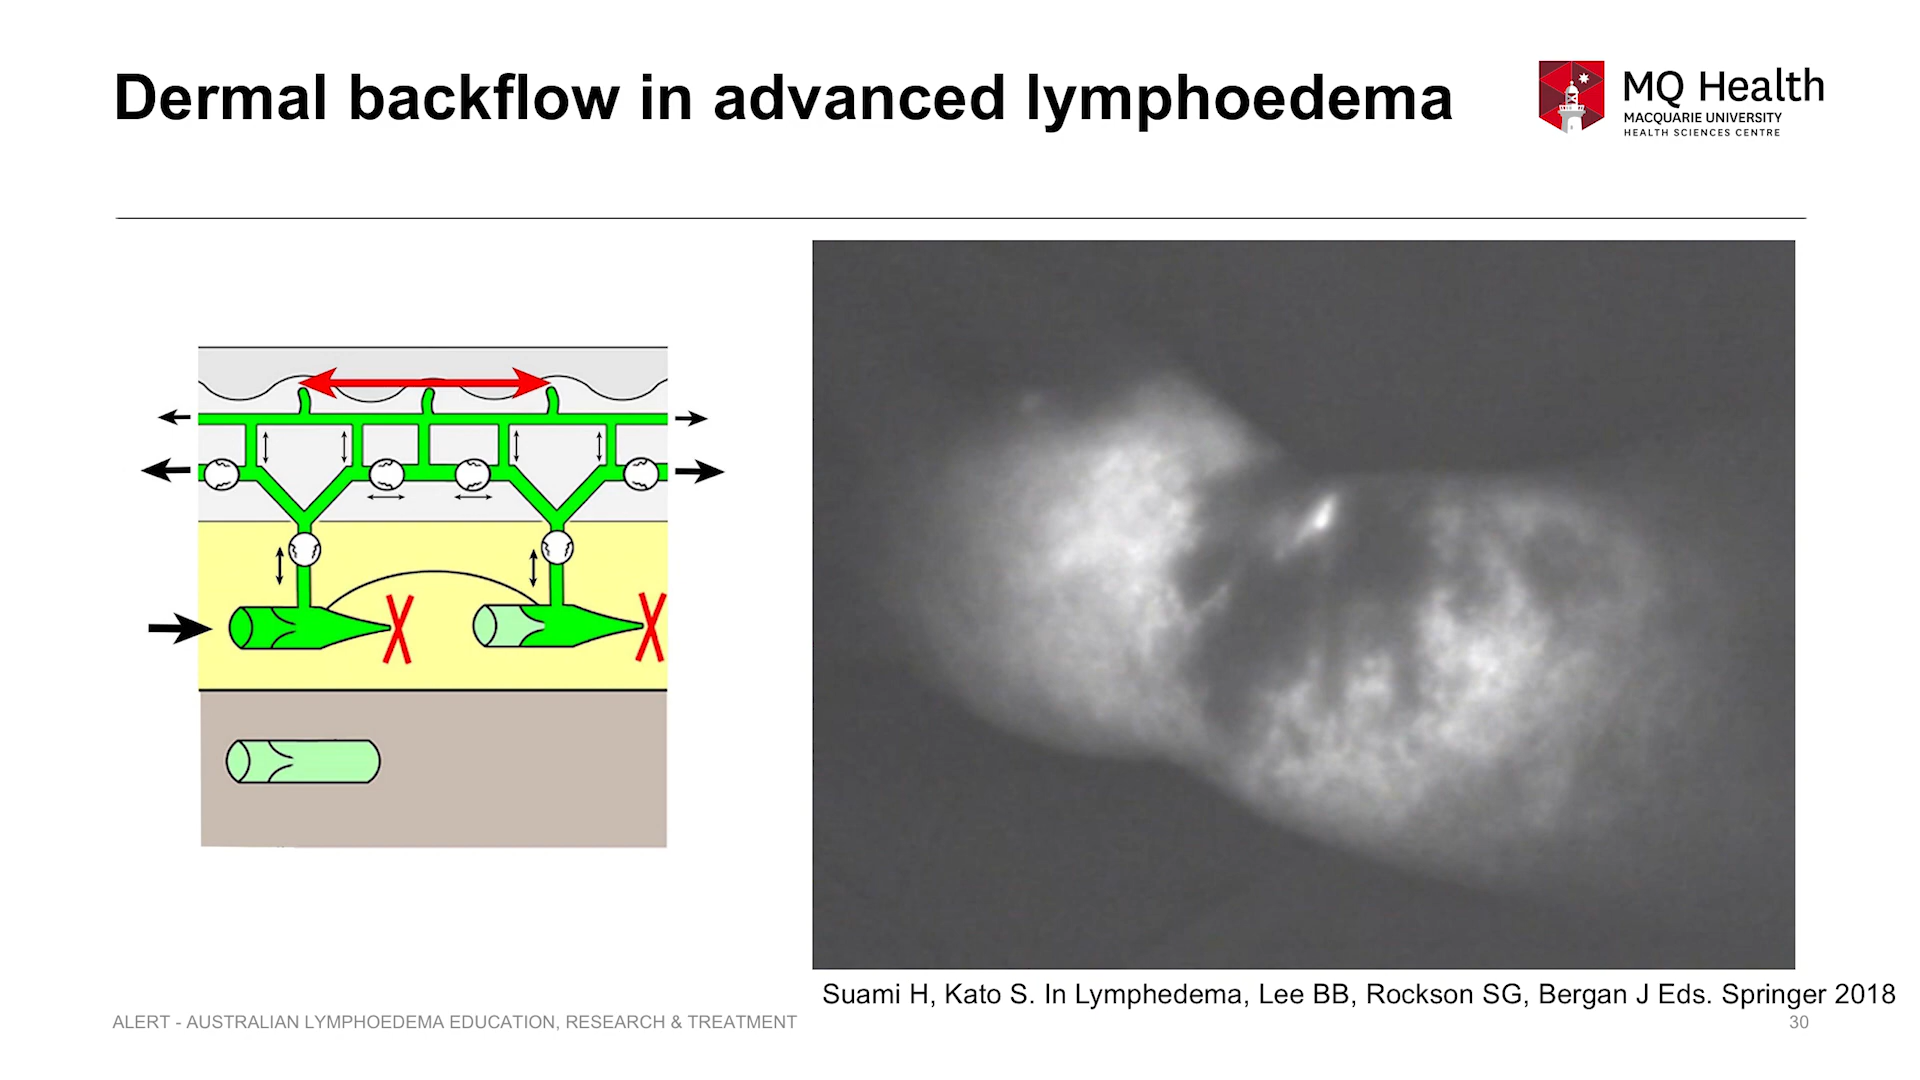 Dermal backflow in advanced lymphoedema
MQ Health
MACQUARIE UNIVERSITY
HEALTH SCIENCES CENTRE
Suami H, Kato S. In Lymphedema, Lee BB, Rockson SG, Bergan J Eds. Springer 2018
ALERT - AUSTRALIAN LYMPHOEDEMA EDUCATION, RESEARCH & TREATMENT
30